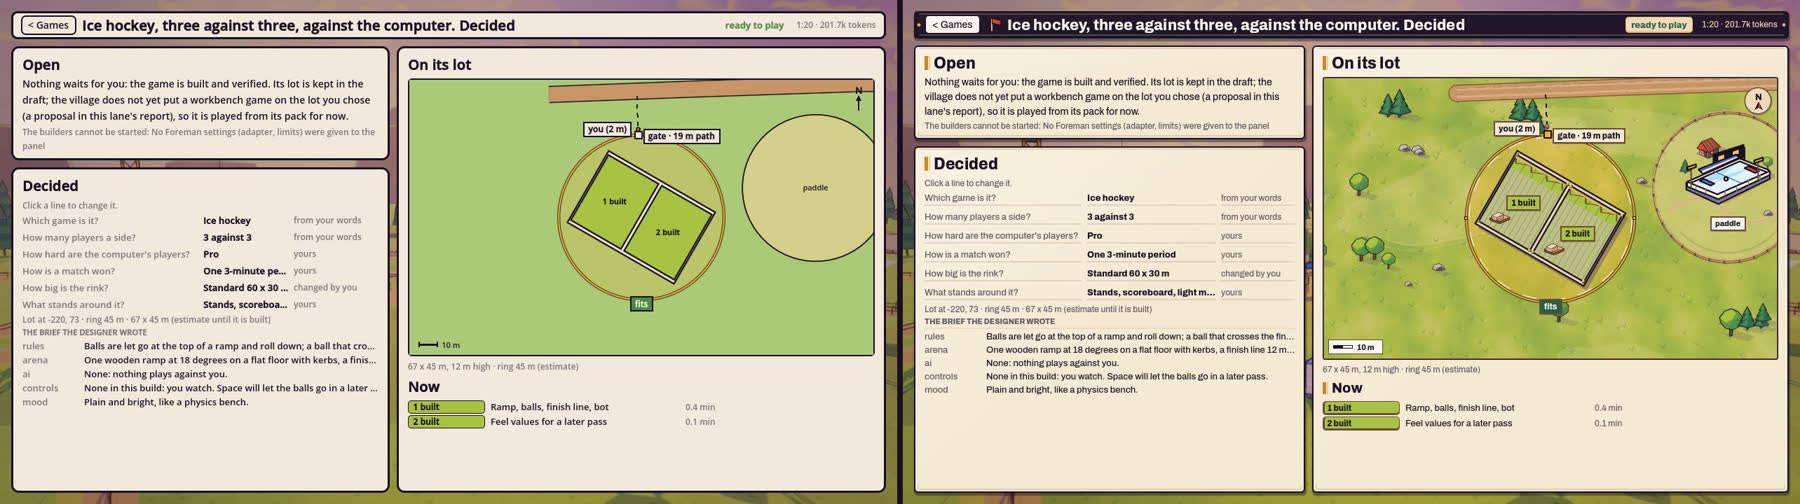 < Games
Ice hockey, three against three, against the computer. Decided
ready to play
1:20 · 201.7k tokens
Open
Nothing waits for you: the game is built and verified. Its lot is kept in the
draft; the village does not yet put a workbench game on the lot you chose
(a proposal in this lane's report), so it is played from its pack for now.
The builders cannot be started: No Foreman settings (adapter, limits) were given to the
panel
Decided
Click a line to change it.
Which game is it? Ice hockey from your words
How many players a side? 3 against 3 from your words
How hard are the computer's players? Pro yours
How is a match won? One 3-minute pe... yours
How big is the rink? Standard 60 x 30 ... changed by you
What stands around it? Stands, scoreboa... yours
Lot at -220, 73 · ring 45 m · 67 x 45 m (estimate until it is built)
THE BRIEF THE DESIGNER WROTE
rules Balls are let go at the top of a ramp and roll down; a ball that cro...
arena One wooden ramp at 18 degrees on a flat floor with kerbs, a finis...
ai None: nothing plays against you.
controls None in this build: you watch. Space will let the balls go in a later ...
mood Plain and bright, like a physics bench.
On its lot
N
you (2 m)
gate · 19 m path
paddle
1 built
2 built
fits
10 m
67 x 45 m, 12 m high · ring 45 m (estimate)
Now
1 built Ramp, balls, finish line, bot 0.4 min
2 built Feel values for a later pass 0.1 min
< Games
Ice hockey, three against three, against the computer. Decided
ready to play
1:20 · 201.7k tokens
Open
Nothing waits for you: the game is built and verified. Its lot is kept in the
draft; the village does not yet put a workbench game on the lot you chose
(a proposal in this lane's report), so it is played from its pack for now.
The builders cannot be started: No Foreman settings (adapter, limits) were given to the panel
Decided
Click a line to change it.
Which game is it? Ice hockey from your words
How many players a side? 3 against 3 from your words
How hard are the computer's players? Pro yours
How is a match won? One 3-minute period yours
How big is the rink? Standard 60 x 30 m changed by you
What stands around it? Stands, scoreboard, light m... yours
Lot at -220, 73 · ring 45 m · 67 x 45 m (estimate until it is built)
THE BRIEF THE DESIGNER WROTE
rules Balls are let go at the top of a ramp and roll down; a ball that crosses the fin...
arena One wooden ramp at 18 degrees on a flat floor with kerbs, a finish line 12 m...
ai None: nothing plays against you.
controls None in this build: you watch. Space will let the balls go in a later pass.
mood Plain and bright, like a physics bench.
On its lot
N
you (2 m)
gate · 19 m path
1 built
2 built
paddle
fits
10 m
67 x 45 m, 12 m high · ring 45 m (estimate)
Now
1 built Ramp, balls, finish line, bot 0.4 min
2 built Feel values for a later pass 0.1 min